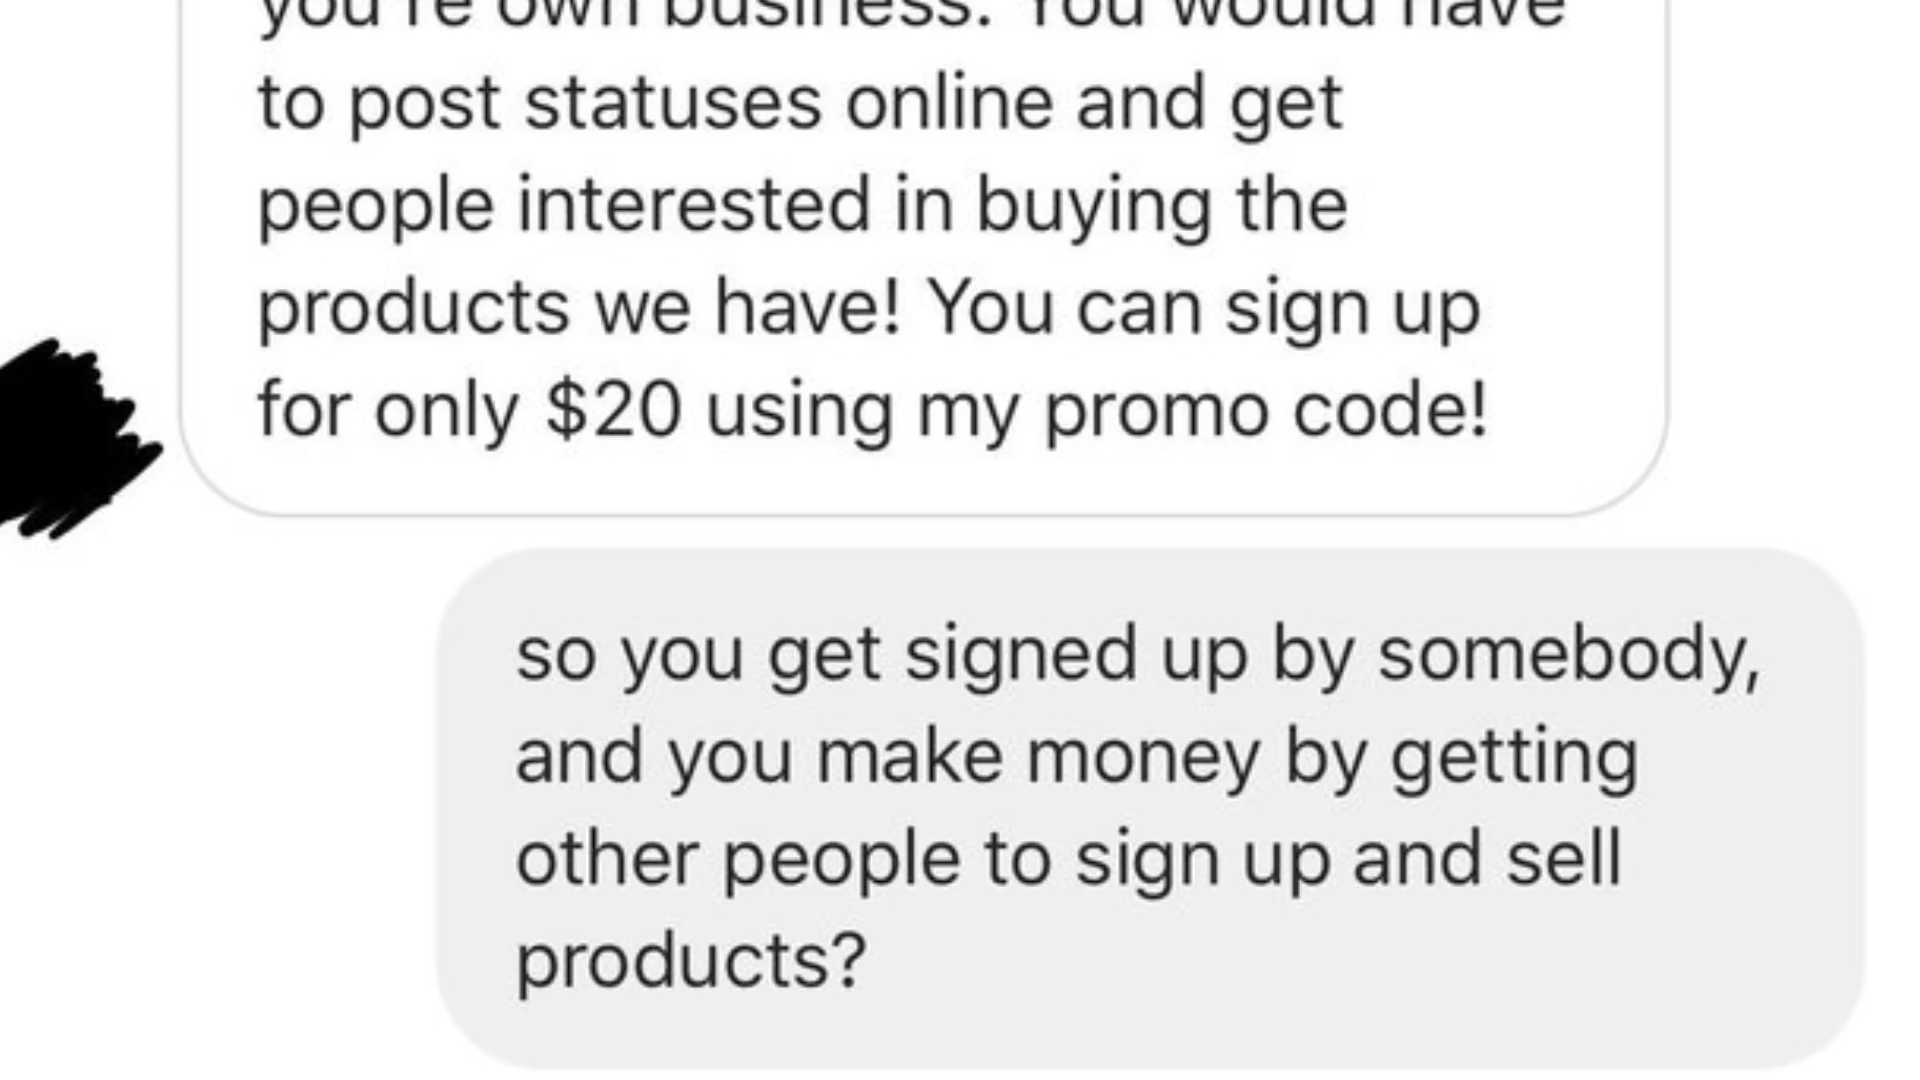 you're own business. You would have
to post statuses online and get
people interested in buying the
products we have! You can sign up
for only $20 using my promo code!
so you get signed up by somebody,
and you make money by getting
other people to sign up and sell
products?